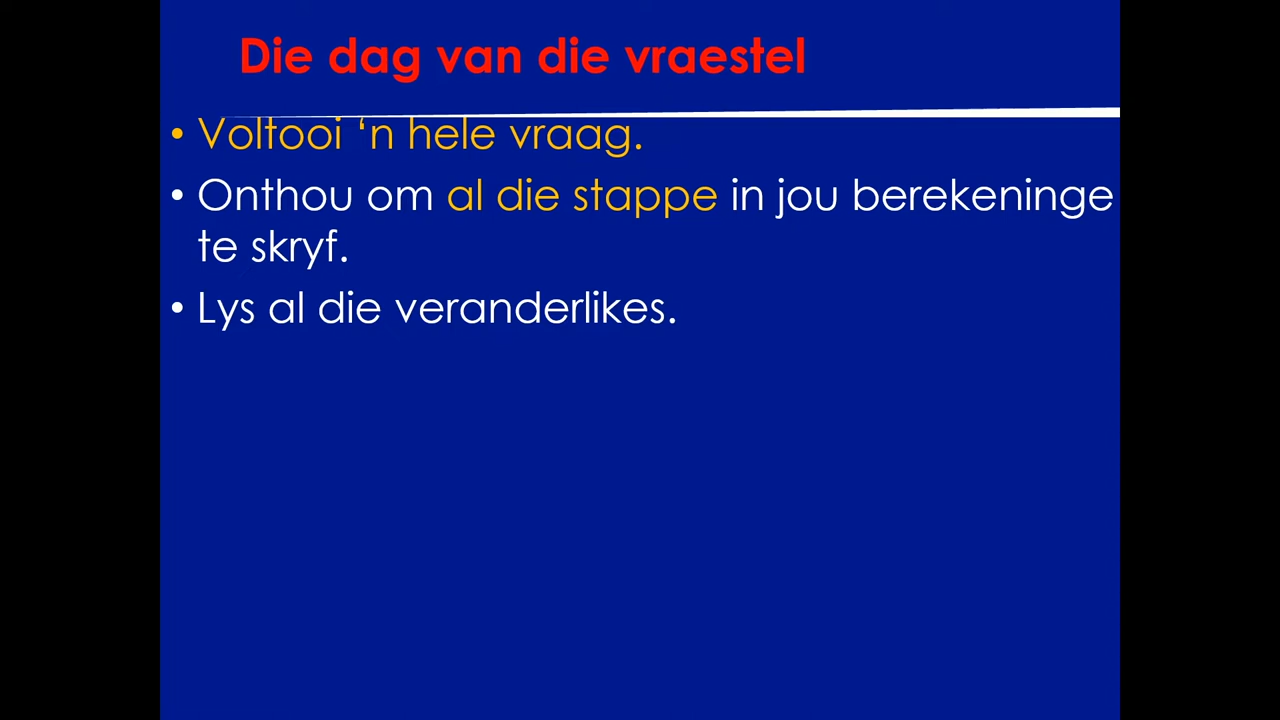 Die dag van die vraestel
• Voltooi ‘n hele vraag.
• Onthou om al die stappe in jou berekeninge
te skryf.
• Lys al die veranderlikes.